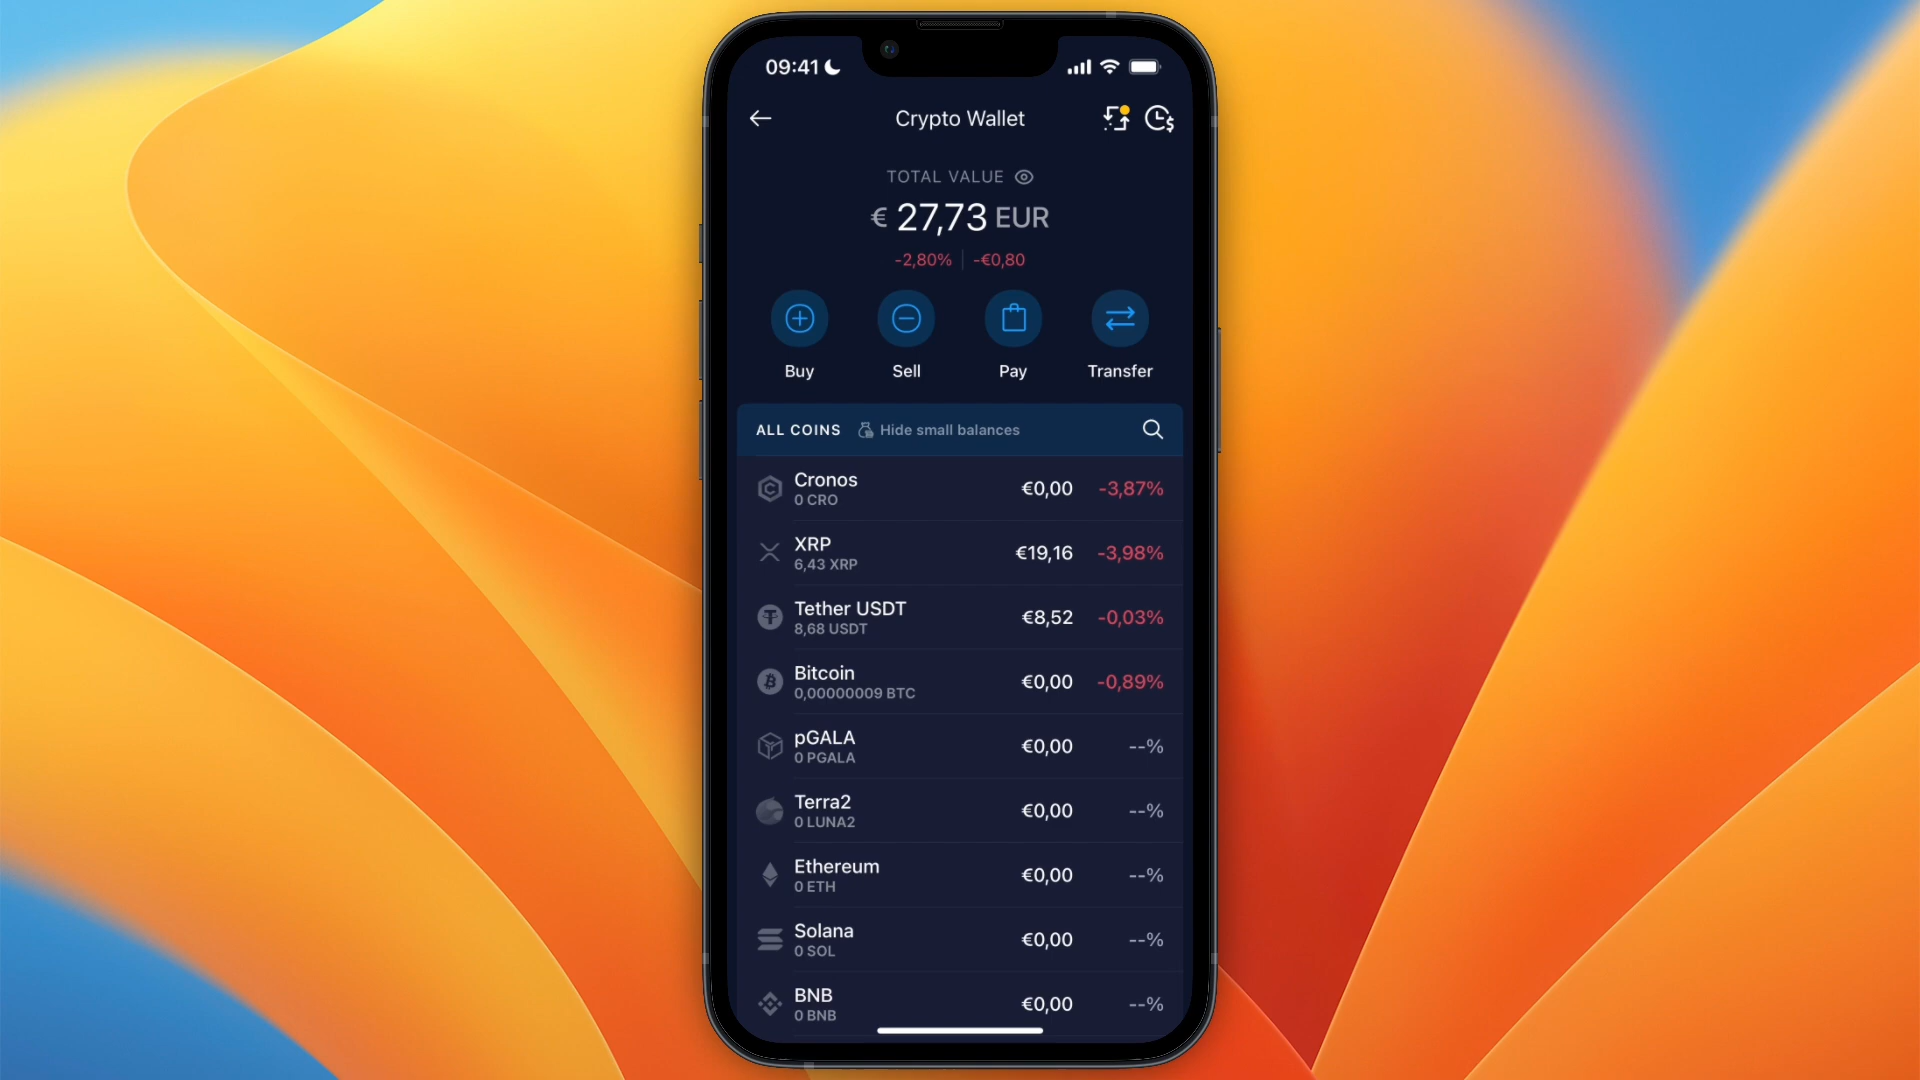 09:41
Crypto Wallet
TOTAL VALUE
€ 27,73 EUR
-2,80% -€0,80
Buy Sell Pay Transfer
ALL COINS Hide small balances
Cronos
0 CRO
€0,00 -3,87%
XRP
6,43 XRP
€19,16 -3,98%
Tether USDT
8,68 USDT
€8,52 -0,03%
Bitcoin
0,00000009 BTC
€0,00 -0,89%
pGALA
0 PGALA
€0,00 --%
Terra2
0 LUNA2
€0,00 --%
Ethereum
0 ETH
€0,00 --%
Solana
0 SOL
€0,00 --%
BNB
0 BNB
€0,00 --%